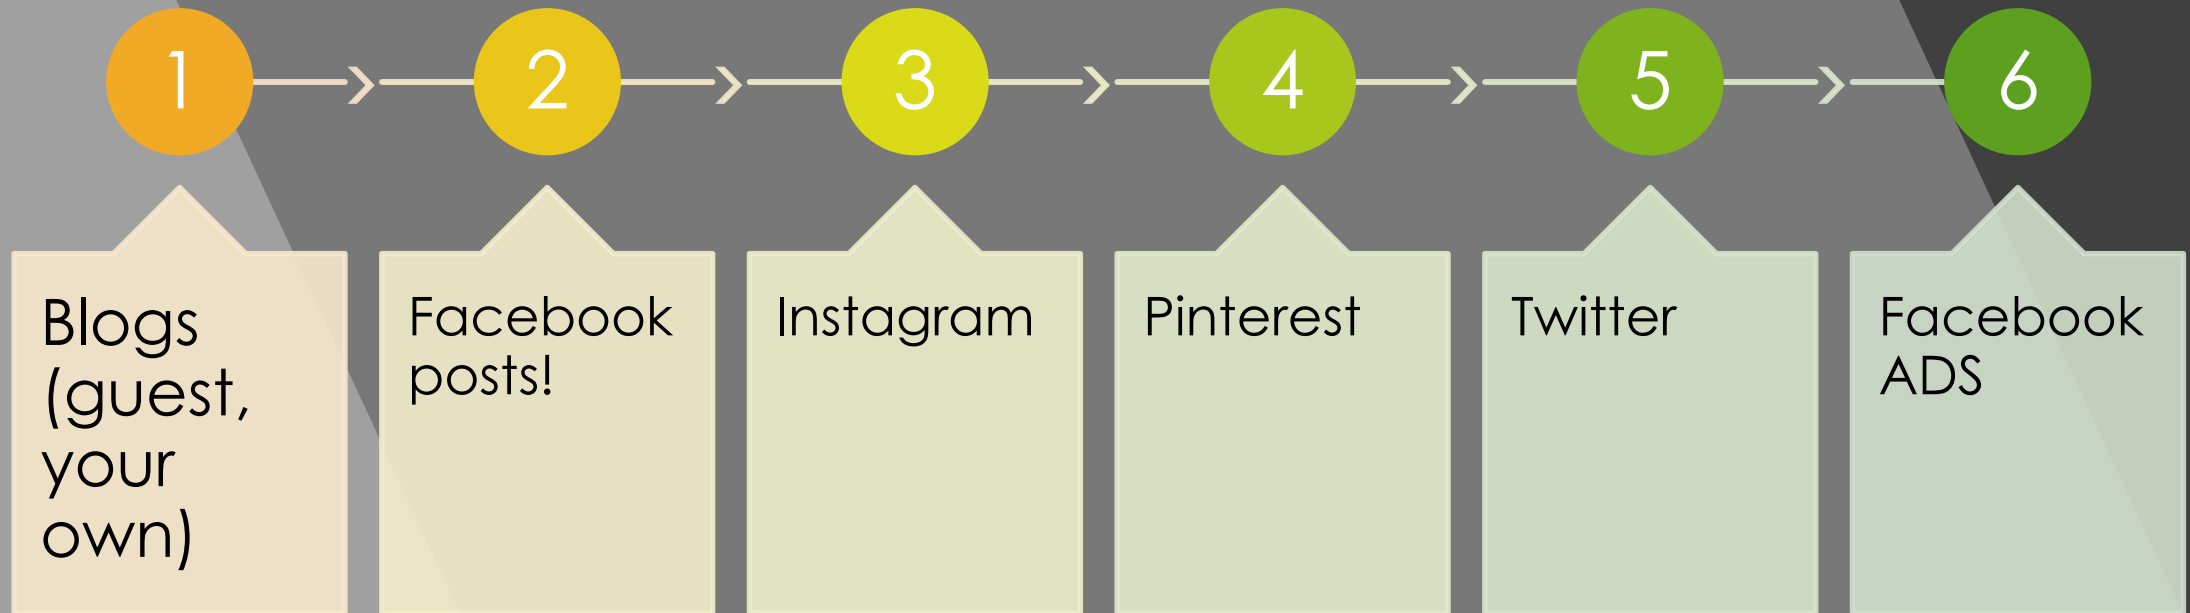 1
2
3
4
5
6
Blogs
(guest,
your
own)
Facebook
posts!
Instagram
Pinterest
Twitter
Facebook
ADS